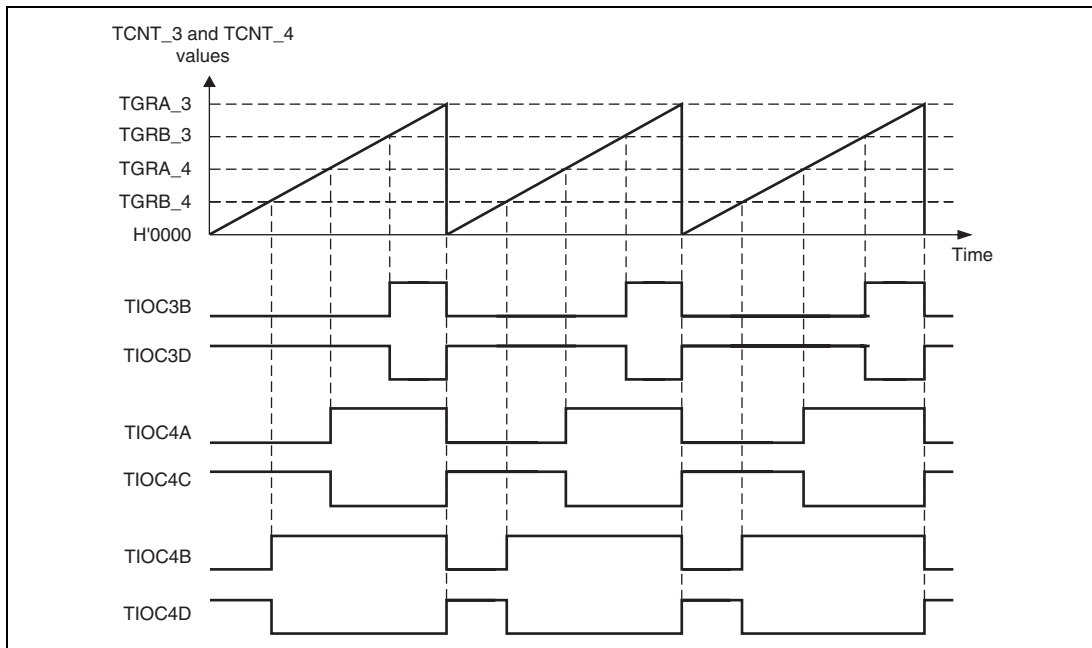 TCNT_3 and TCNT_4
values
TGRA_3
TGRB_3
TGRA_4
TGRB_4
H'0000
Time
TIOC3B
TIOC3D
TIOC4A
TIOC4C
TIOC4B
TIOC4D